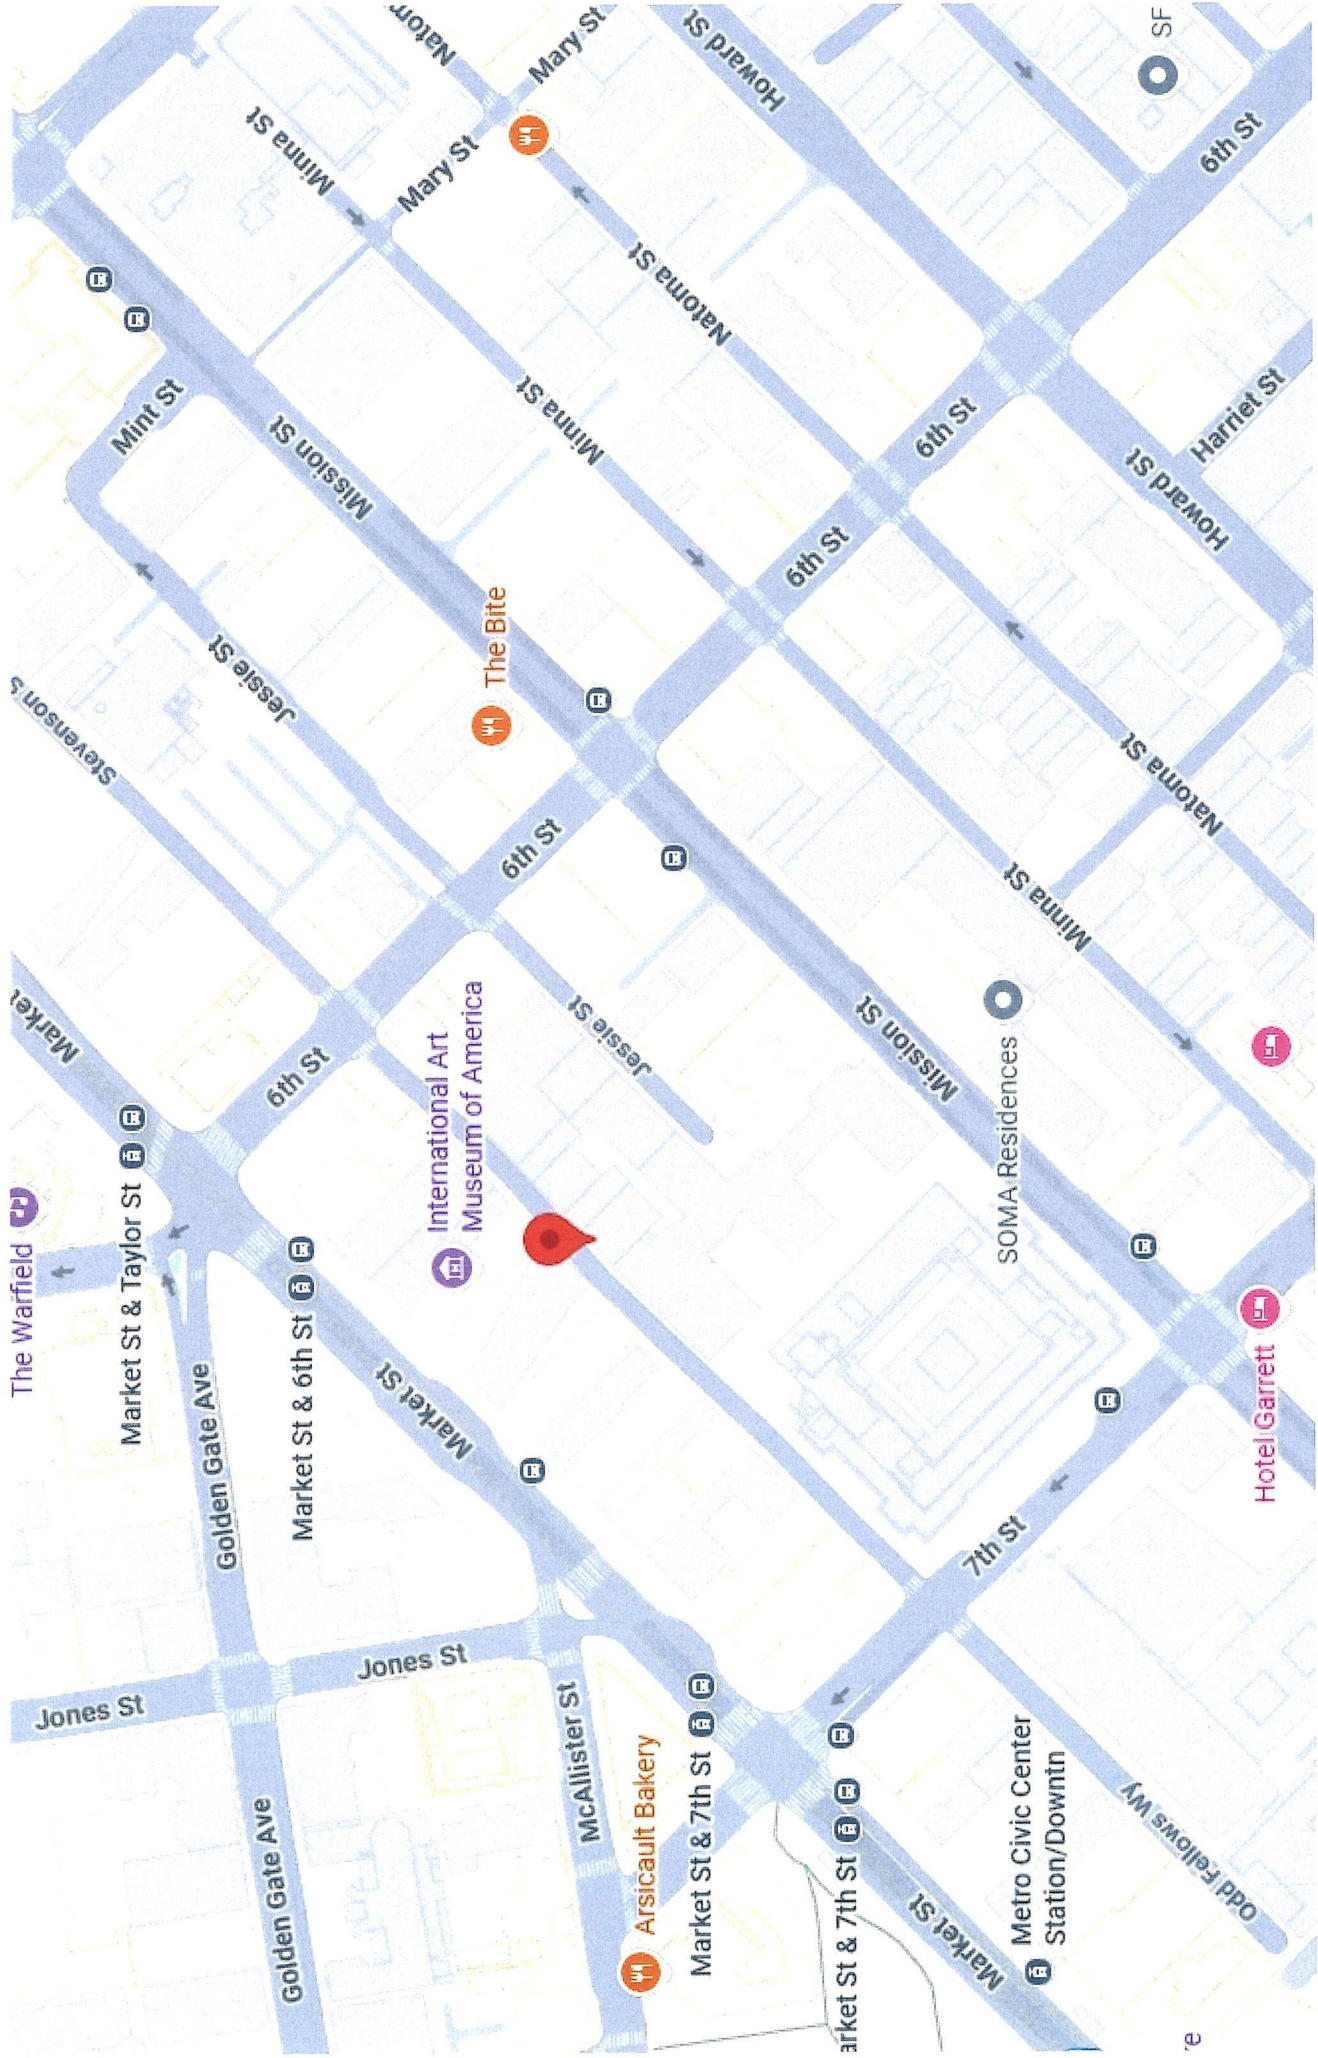 The Warfield
Market
Stevenson S
Jones St
Market St & Taylor St
Mint St
Golden Gate Ave
Jessie St
Golden Gate Ave
Market St & 6th St
6th St
Minna St
Mission St
Jones St
Market St
Natom
Mary St
International Art
Museum of America
The Bite
6th St
Minna St
Mary St
McAllister St
Jessie St
Arsicault Bakery
Natoma St
Market St & 7th St
Howard St
6th St
arket St & 7th St
Mission St
6th St
Market St
7th St
SOMA Residences
Metro Civic Center
Station/Downtn
Minna St
SF
Natoma St
Howard St
Odd Fellows Wy
6th St
Harriet St
Hotel Garrett